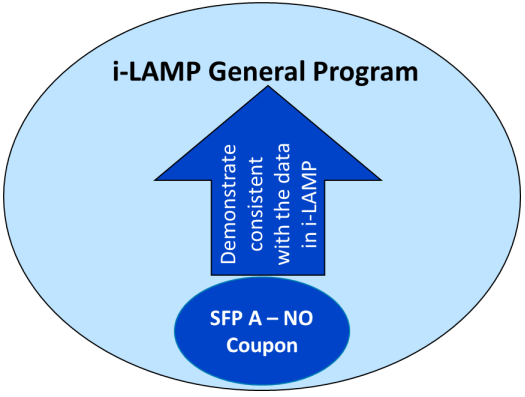 i-LAMP General Program
Demonstrate
consistent
with the data
in i-LAMP
SFP A – NO
Coupon